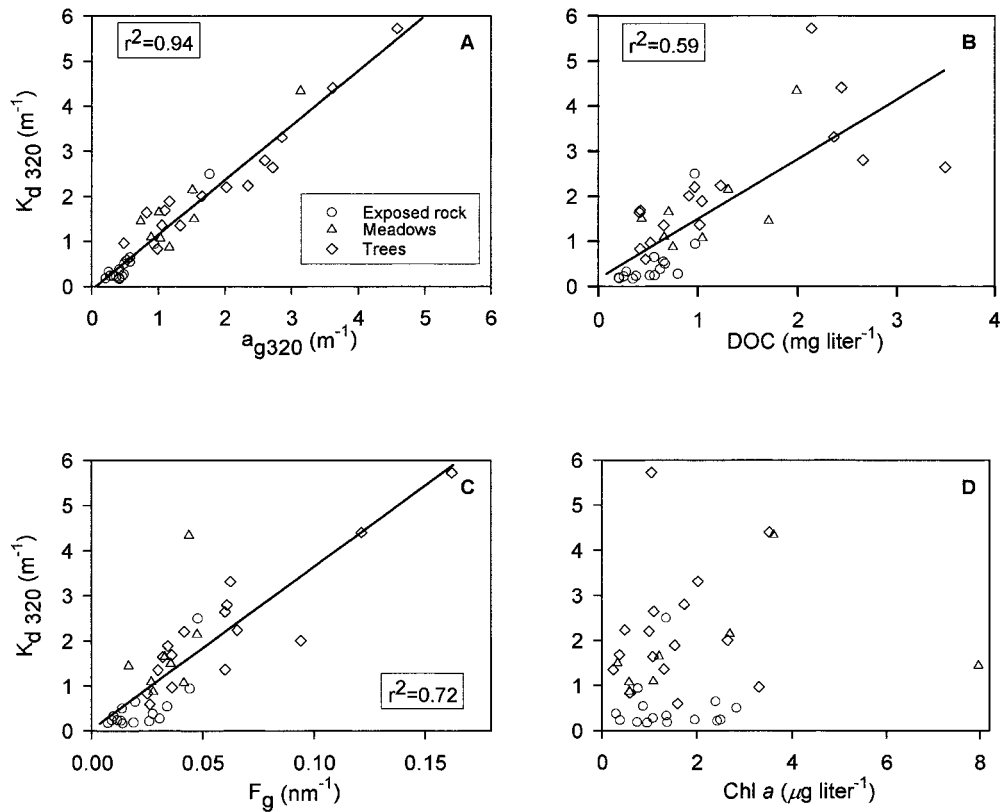 A
r²=0.94
K_d 320 (m⁻¹)
6
5
4
3
2
1
0
Exposed rock
Meadows
Trees
0 1 2 3 4 5 6
a_g320 (m⁻¹)
B
r²=0.59
6
5
4
3
2
1
0
0 1 2 3 4
DOC (mg liter⁻¹)
C
K_d 320 (m⁻¹)
6
5
4
3
2
1
0
r²=0.72
0.00 0.05 0.10 0.15
F_g (nm⁻¹)
D
6
5
4
3
2
1
0
0 2 4 6 8
Chl a (μg liter⁻¹)